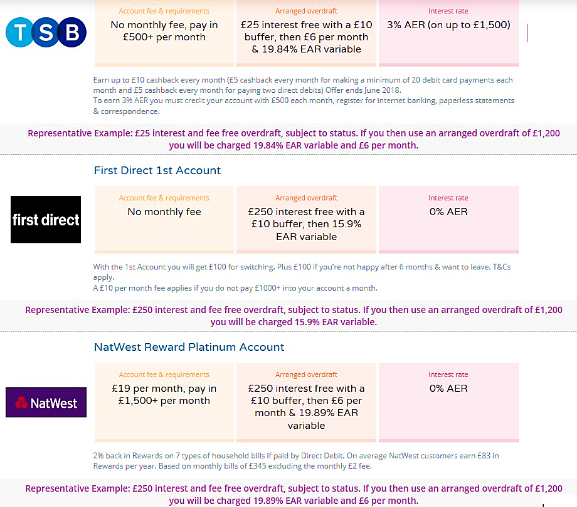 TSB
Account fee & requirements
No monthly fee, pay in
£500+ per month
Arranged overdraft
£25 interest free with a £10
buffer, then £6 per month
& 19.84% EAR variable
Interest rate
3% AER (on up to £1,500)
Earn up to £10 cashback every month (£5 cashback every month for making a minimum of 20 debit card payments each
month and £5 cashback every month for paying two direct debits) Offer ends June 2018.
To earn 3% AER you must credit your account with £500 each month, register for internet banking, paperless statements
& correspondence.
Representative Example: £25 interest and fee free overdraft, subject to status. If you then use an arranged overdraft of £1,200
you will be charged 19.84% EAR variable and £6 per month.
First Direct 1st Account
first direct
Account fee & requirements
No monthly fee
Arranged overdraft
£250 interest free with a
£10 buffer, then 15.9%
EAR variable
Interest rate
0% AER
With the 1st Account you will get £100 for switching. Plus £100 if you're not happy after 6 months & want to leave. T&Cs
apply.
A £10 per month fee applies if you do not pay £1000+ into your account a month.
Representative Example: £250 interest and fee free overdraft, subject to status. If you then use an arranged overdraft of £1,200
you will be charged 15.9% EAR variable.
NatWest Reward Platinum Account
NatWest
Account fee & requirements
£19 per month, pay in
£1,500+ per month
Arranged overdraft
£250 interest free with a
£10 buffer, then £6 per
month & 19.89% EAR
variable
Interest rate
0% AER
2% back in Rewards on 7 types of household bills if paid by Direct Debit. On average NatWest customers earn £83 in
Rewards per year. Based on monthly bills of £345 excluding the monthly £2 fee.
Representative Example: £250 interest and fee free overdraft, subject to status. If you then use an arranged overdraft of £1,200
you will be charged 19.89% EAR variable and £6 per month.